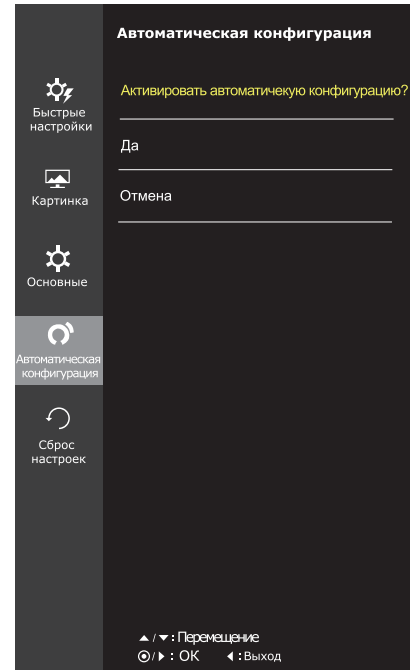 Автоматическая конфигурация
Активировать автоматичекую конфигурацию?
Да
Отмена
Быстрые
настройки
Картинка
Основные
Автоматическая
конфигурация
Сброс
настроек
▲/▼: Перемещение
◉/▶ : OK ◀ : Выход